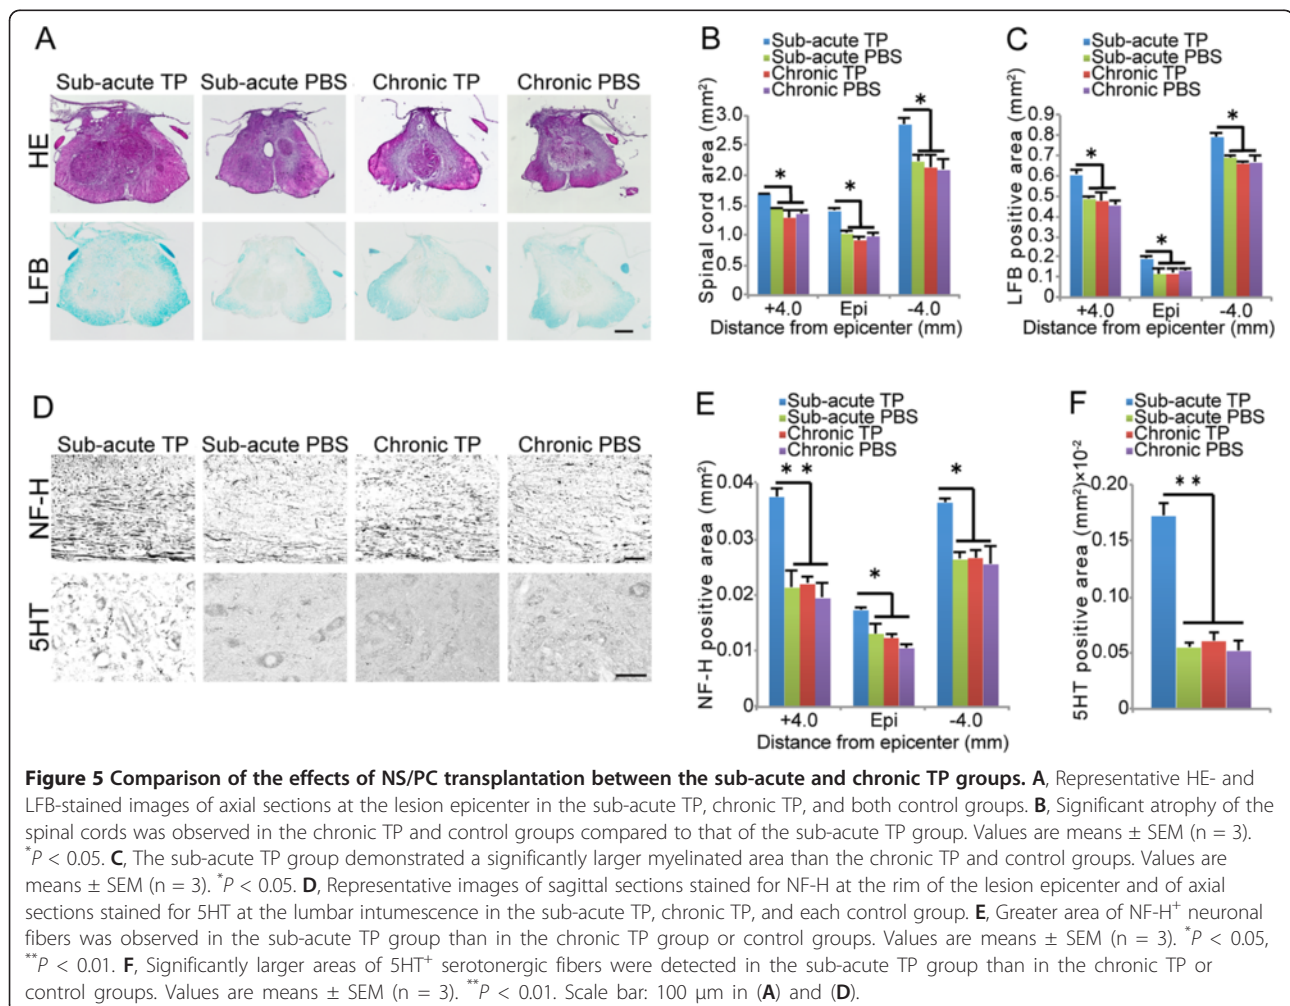 A
Sub-acute TP Sub-acute PBS Chronic TP Chronic PBS
HE
LFB
B
Sub-acute TP
Sub-acute PBS
Chronic TP
Chronic PBS
Spinal cord area (mm²)
3.0
2.5
2.0
1.5
1.0
0.5
0
* * *
+4.0 Epi -4.0
Distance from epicenter (mm)
C
Sub-acute TP
Sub-acute PBS
Chronic TP
Chronic PBS
LFB positive area (mm²)
0.9
0.8
0.7
0.6
0.5
0.4
0.3
0.2
0.1
0
* * *
+4.0 Epi -4.0
Distance from epicenter (mm)
D
Sub-acute TP Sub-acute PBS Chronic TP Chronic PBS
NF-H
5HT
E
Sub-acute TP
Sub-acute PBS
Chronic TP
Chronic PBS
NF-H positive area (mm²)
0.04
0.03
0.02
0.01
0
** * *
+4.0 Epi -4.0
Distance from epicenter (mm)
F
Sub-acute TP
Sub-acute PBS
Chronic TP
Chronic PBS
5HT positive area (mm²)×10⁻²
0.20
0.15
0.10
0.05
0
**
Figure 5 Comparison of the effects of NS/PC transplantation between the sub-acute and chronic TP groups. A, Representative HE- and
LFB-stained images of axial sections at the lesion epicenter in the sub-acute TP, chronic TP, and both control groups. B, Significant atrophy of the
spinal cords was observed in the chronic TP and control groups compared to that of the sub-acute TP group. Values are means ± SEM (n = 3).
*P < 0.05. C, The sub-acute TP group demonstrated a significantly larger myelinated area than the chronic TP and control groups. Values are
means ± SEM (n = 3). *P < 0.05. D, Representative images of sagittal sections stained for NF-H at the rim of the lesion epicenter and of axial
sections stained for 5HT at the lumbar intumescence in the sub-acute TP, chronic TP, and each control group. E, Greater area of NF-H⁺ neuronal
fibers was observed in the sub-acute TP group than in the chronic TP group or control groups. Values are means ± SEM (n = 3). *P < 0.05,
**P < 0.01. F, Significantly larger areas of 5HT⁺ serotonergic fibers were detected in the sub-acute TP group than in the chronic TP or
control groups. Values are means ± SEM (n = 3). **P < 0.01. Scale bar: 100 μm in (A) and (D).